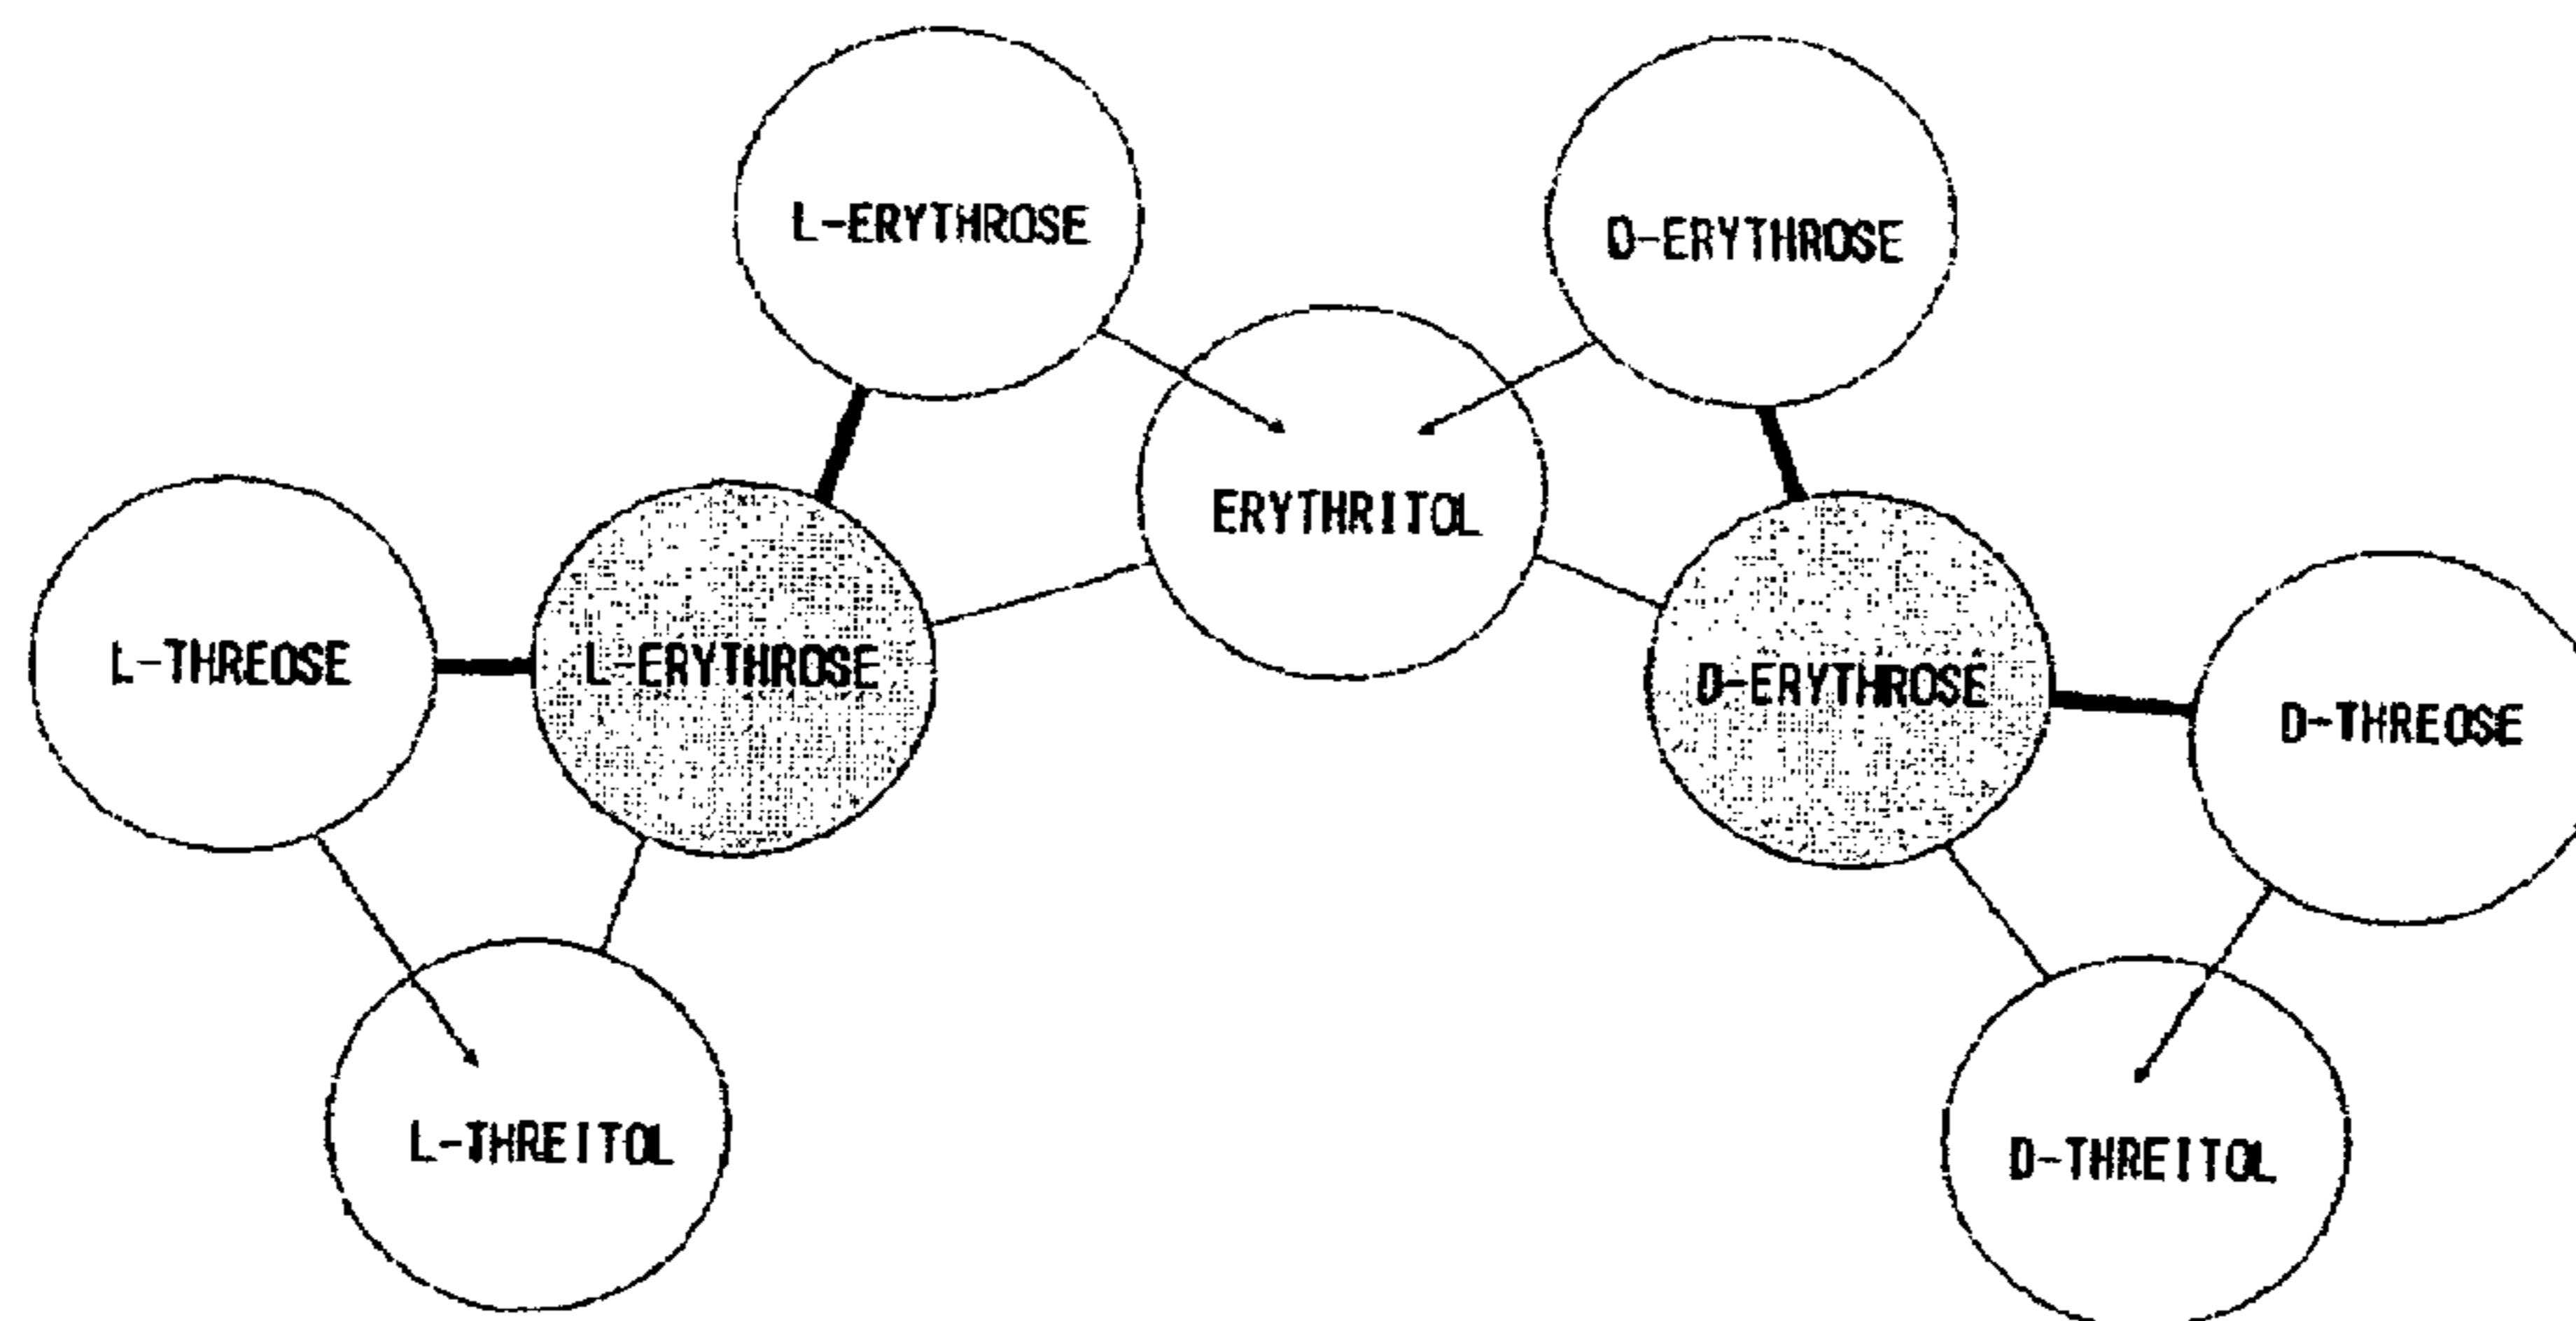 L-ERYTHROSE
D-ERYTHROSE
ERYTHRITOL
L-THREOSE
L-ERYTHROSE
D-ERYTHROSE
D-THREOSE
L-THREITOL
D-THREITOL